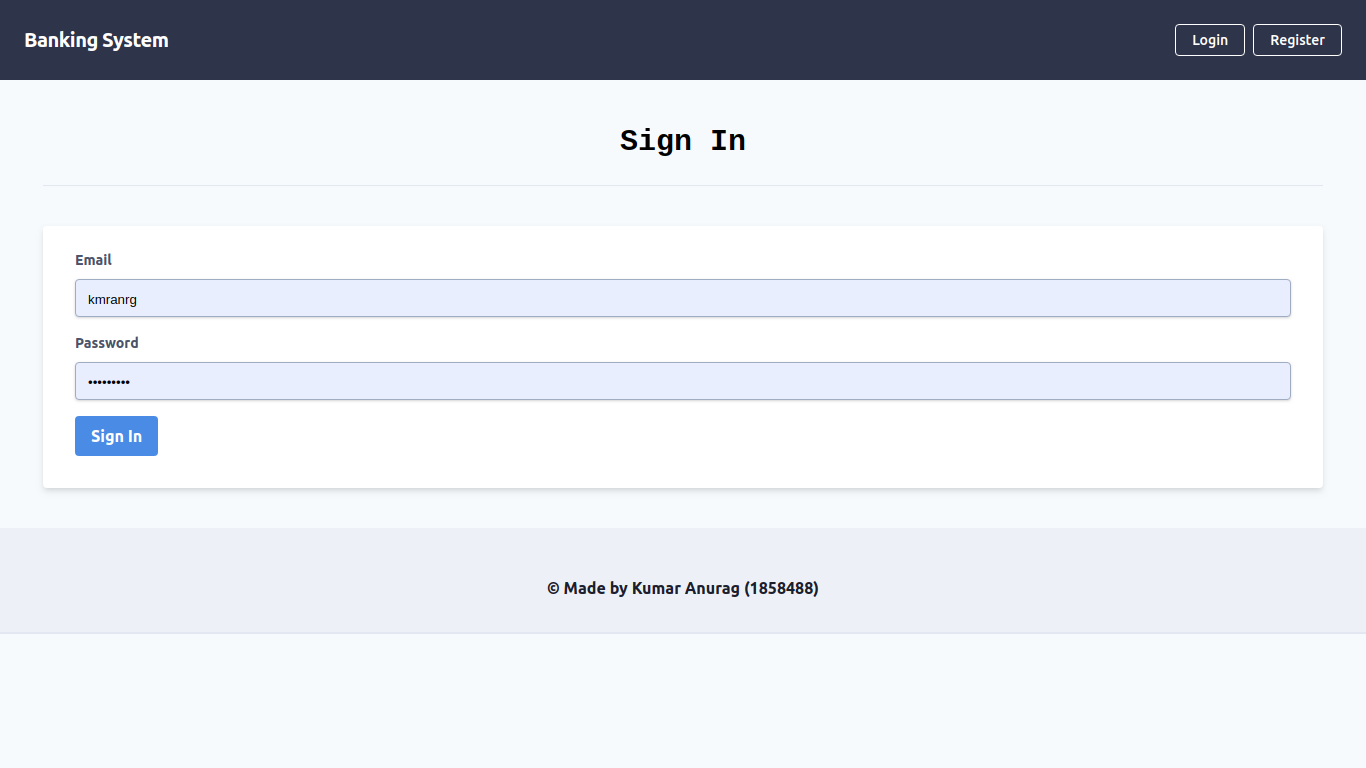 Banking System
Login
Register
Sign In
Email
kmranrg
Password
•••••••••
Sign In
© Made by Kumar Anurag (1858488)